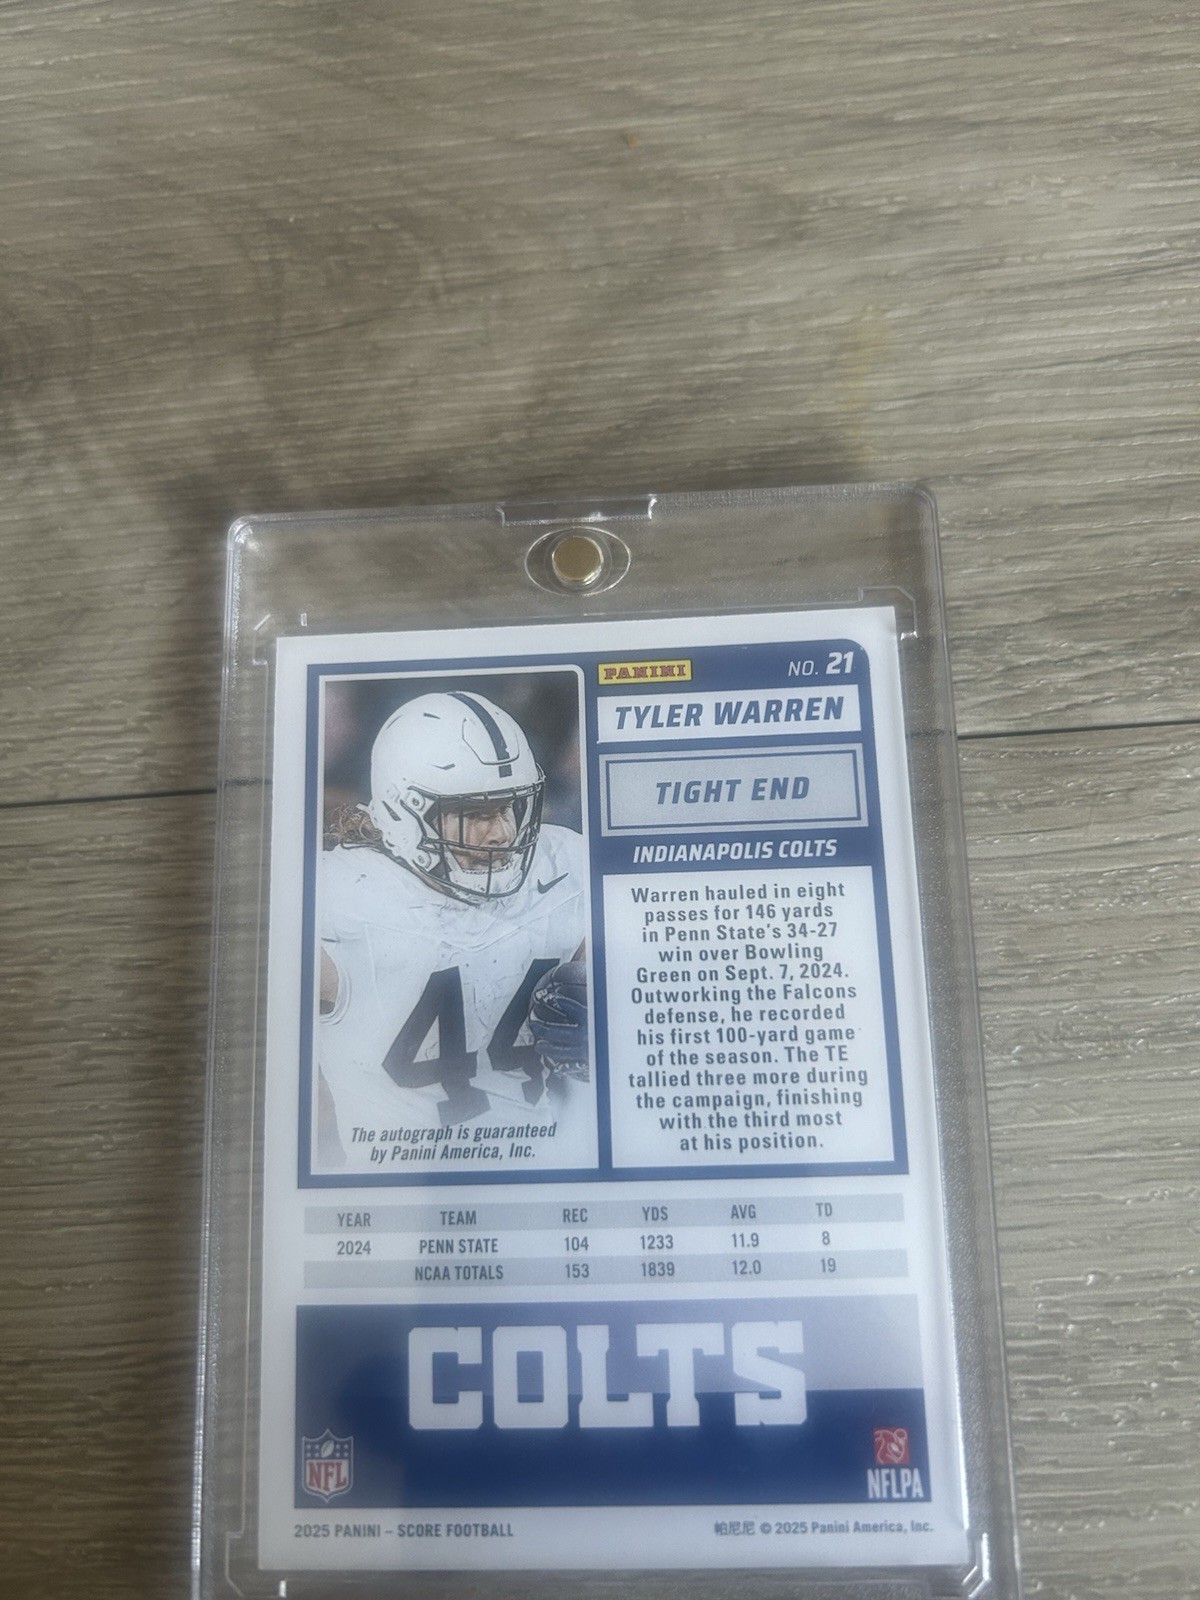 PANINI
NO. 21
TYLER WARREN
TIGHT END
INDIANAPOLIS COLTS
Warren hauled in eight
passes for 146 yards
in Penn State's 34-27
win over Bowling
Green on Sept. 7, 2024.
Outworking the Falcons
defense, he recorded
his first 100-yard game
of the season. The TE
tallied three more during
the campaign, finishing
with the third most
at his position.
44
The autograph is guaranteed
by Panini America, Inc.
YEAR TEAM REC YDS AVG TD
2024 PENN STATE 104 1233 11.9 8
NCAA TOTALS 153 1839 12.0 19
COLTS
NFL
NFLPA
2025 PANINI – SCORE FOOTBALL
帕尼尼 © 2025 Panini America, Inc.